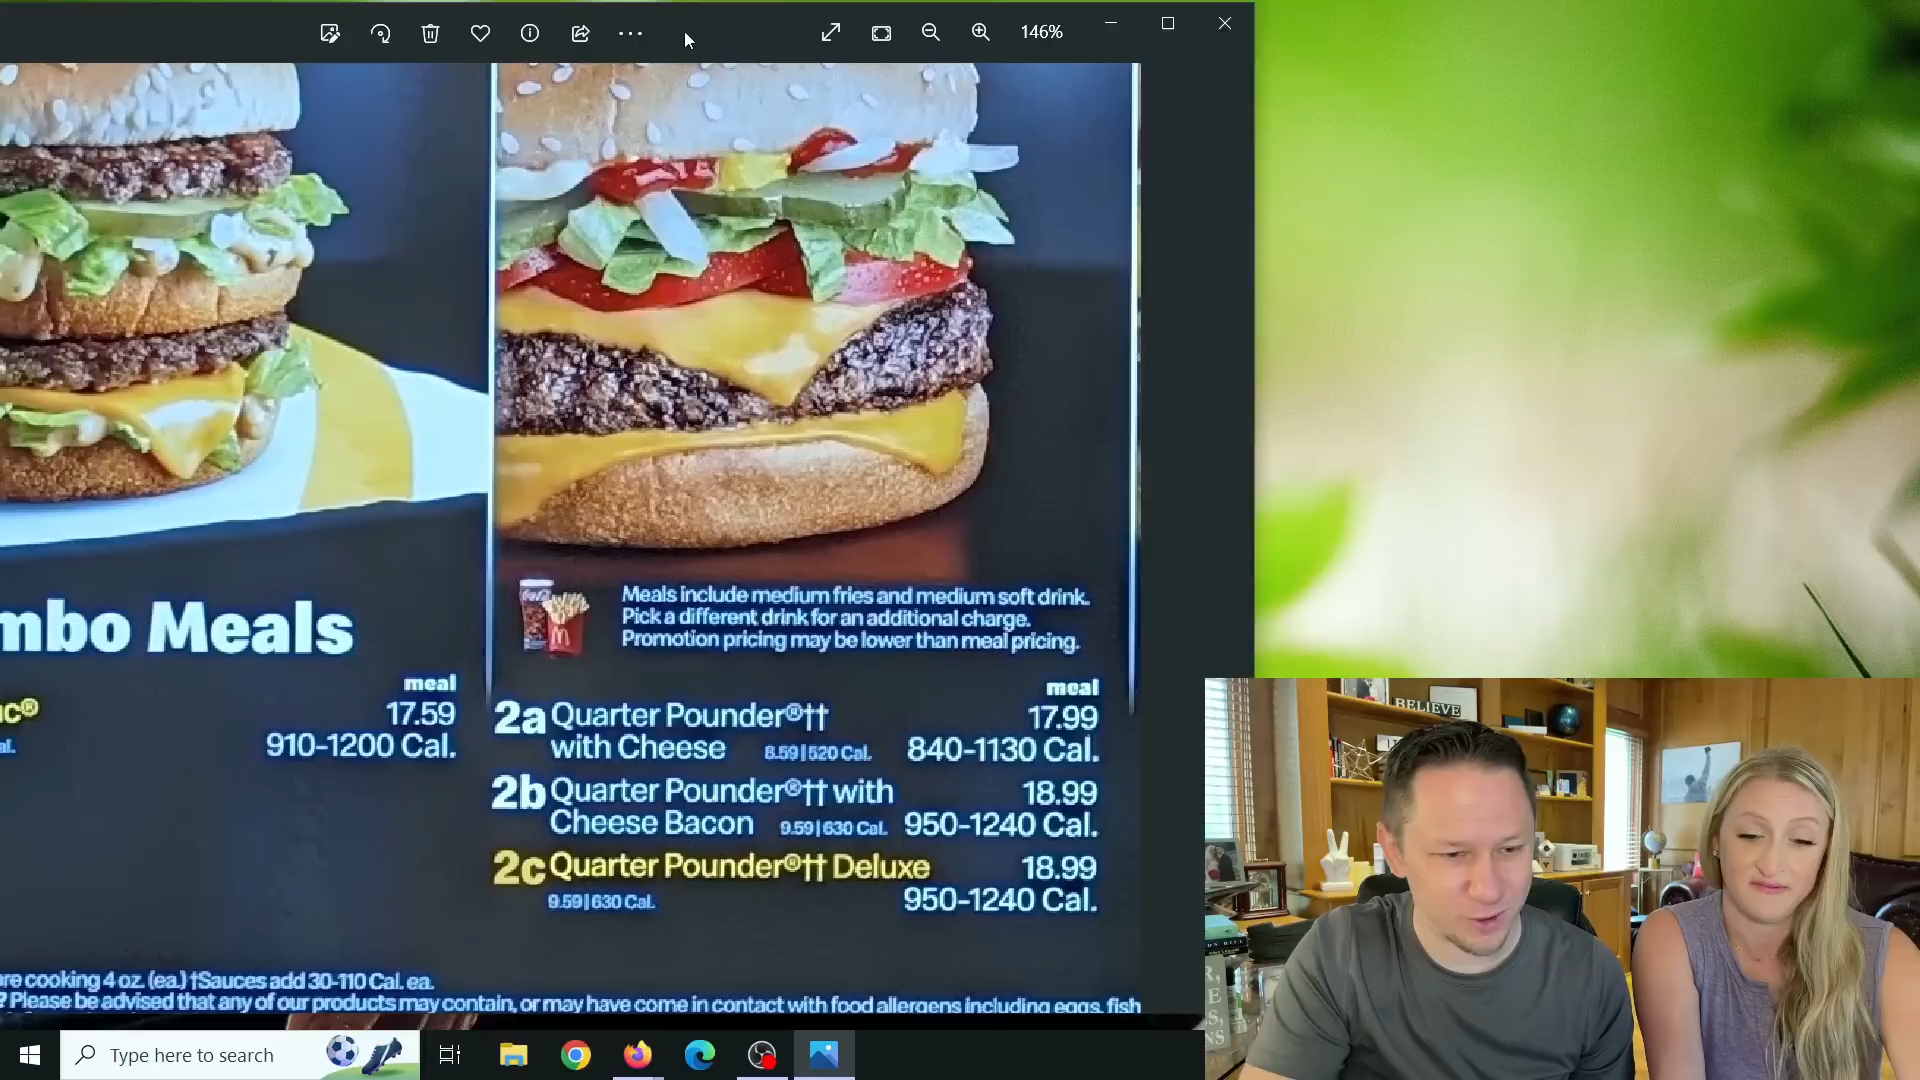 146%
Meals include medium fries and medium soft drink.
Pick a different drink for an additional charge.
Promotion pricing may be lower than meal pricing.
mbo Meals
meal
17.59
910-1200 Cal.
meal
2a Quarter Pounder®†† 17.99
with Cheese 8.59|520 Cal. 840-1130 Cal.
2b Quarter Pounder®†† with 18.99
Cheese Bacon 9.59|630 Cal. 950-1240 Cal.
2c Quarter Pounder®†† Deluxe 18.99
9.59|630 Cal. 950-1240 Cal.
re cooking 4 oz. (ea.) †Sauces add 30-110 Cal. ea.
? Please be advised that any of our products may contain, or may have come in contact with food allergens including eggs, fish
BELIEVE
Type here to search